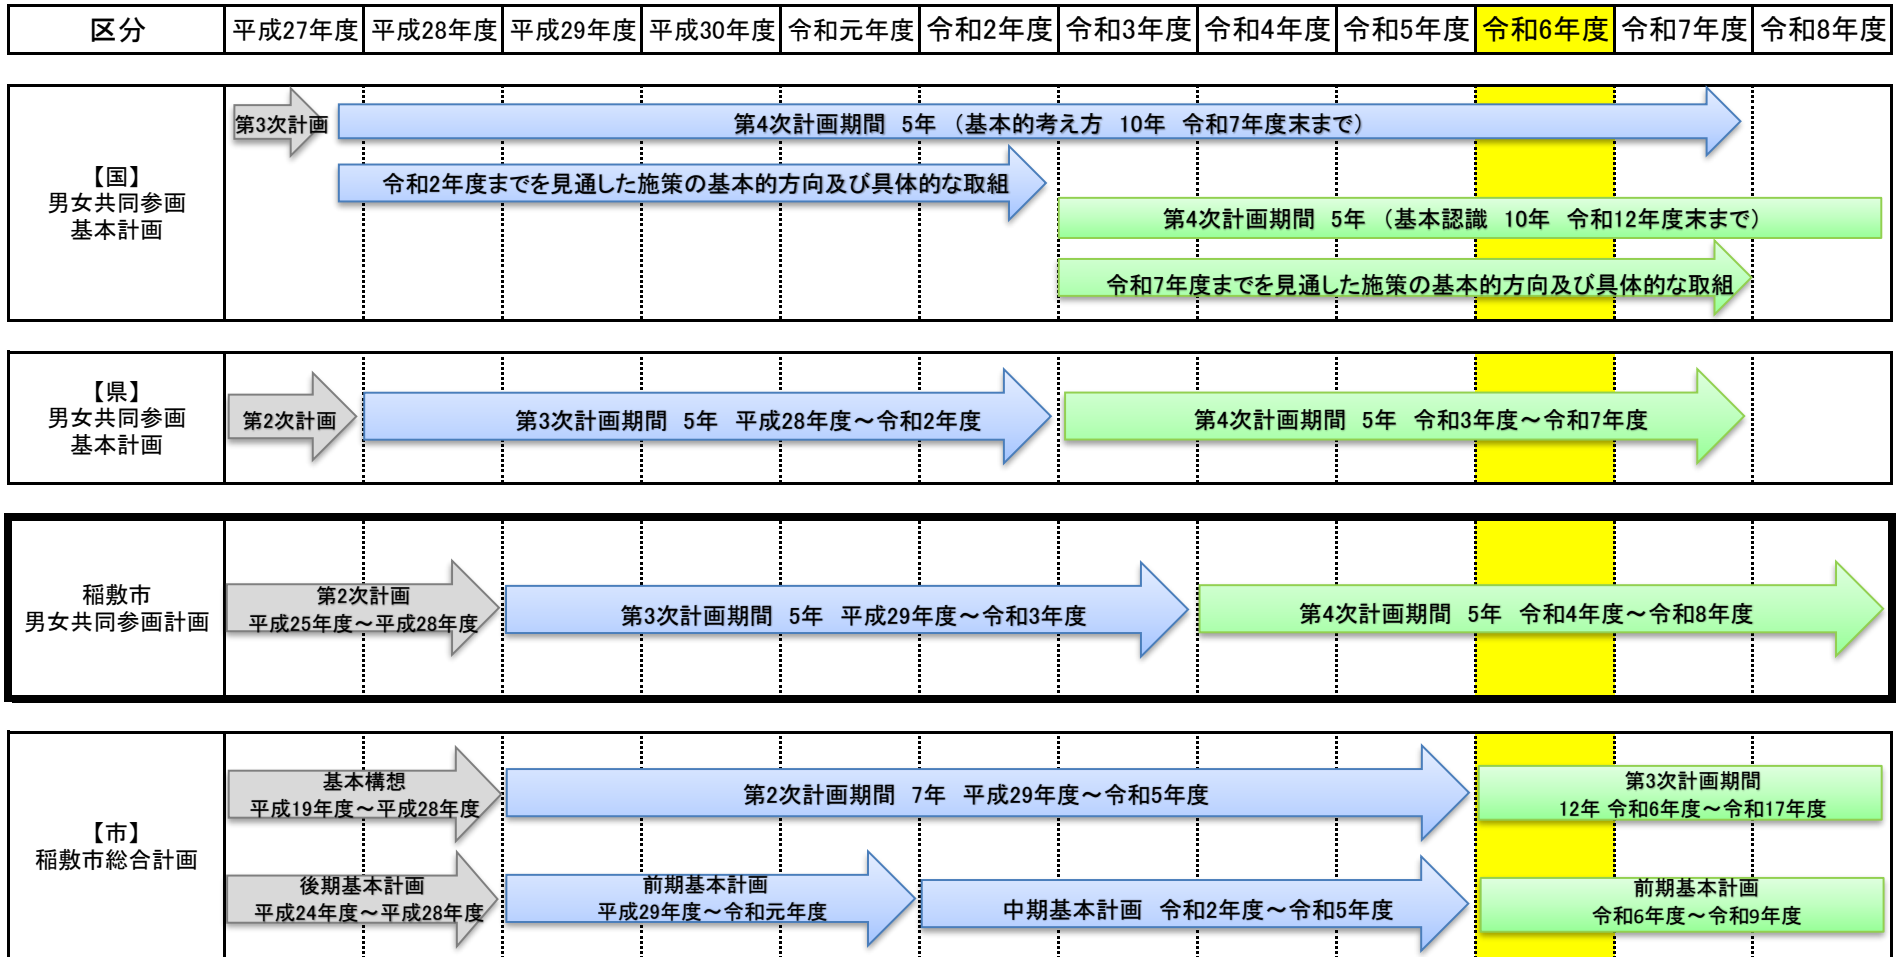 区分 平成27年度 平成28年度 平成29年度 平成30年度 令和元年度 令和2年度 令和3年度 令和4年度 令和5年度 令和6年度 令和7年度 令和8年度
【国】
男女共同参画
基本計画
第3次計画
第4次計画期間 5年 （基本的考え方 10年 令和7年度末まで）
令和2年度までを見通した施策の基本的方向及び具体的な取組
第4次計画期間 5年 （基本認識 10年 令和12年度末まで）
令和7年度までを見通した施策の基本的方向及び具体的な取組
【県】
男女共同参画
基本計画
第2次計画
第3次計画期間 5年 平成28年度～令和2年度
第4次計画期間 5年 令和3年度～令和7年度
稲敷市
男女共同参画計画
第2次計画
平成25年度～平成28年度
第3次計画期間 5年 平成29年度～令和3年度
第4次計画期間 5年 令和4年度～令和8年度
【市】
稲敷市総合計画
基本構想
平成19年度～平成28年度
第2次計画期間 7年 平成29年度～令和5年度
第3次計画期間
12年 令和6年度～令和17年度
後期基本計画
平成24年度～平成28年度
前期基本計画
平成29年度～令和元年度
中期基本計画 令和2年度～令和5年度
前期基本計画
令和6年度～令和9年度